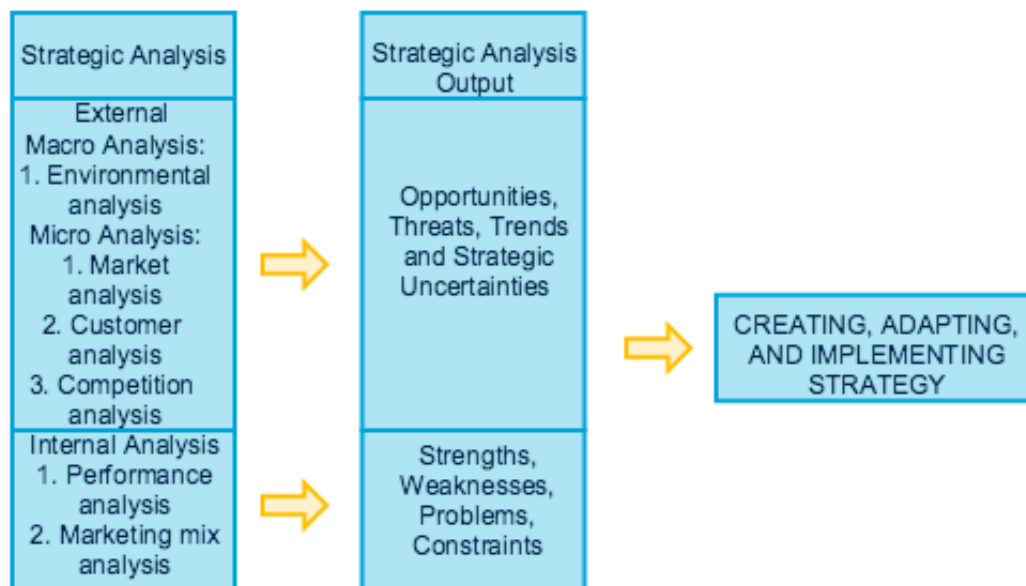 Strategic Analysis
External
Macro Analysis:
1. Environmental
analysis
Micro Analysis:
1. Market
analysis
2. Customer
analysis
3. Competition
analysis
Internal Analysis
1. Performance
analysis
2. Marketing mix
analysis
Strategic Analysis
Output
Opportunities,
Threats, Trends
and Strategic
Uncertainties
Strengths,
Weaknesses,
Problems,
Constraints
CREATING, ADAPTING,
AND IMPLEMENTING
STRATEGY